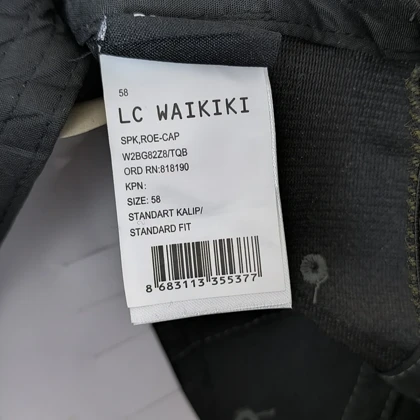 58
LC WAIKIKI
SPK,ROE-CAP
W2BG82Z8/TQB
ORD RN:818190
KPN:
SIZE: 58
STANDART KALIP/
STANDARD FIT
8 683113 355377